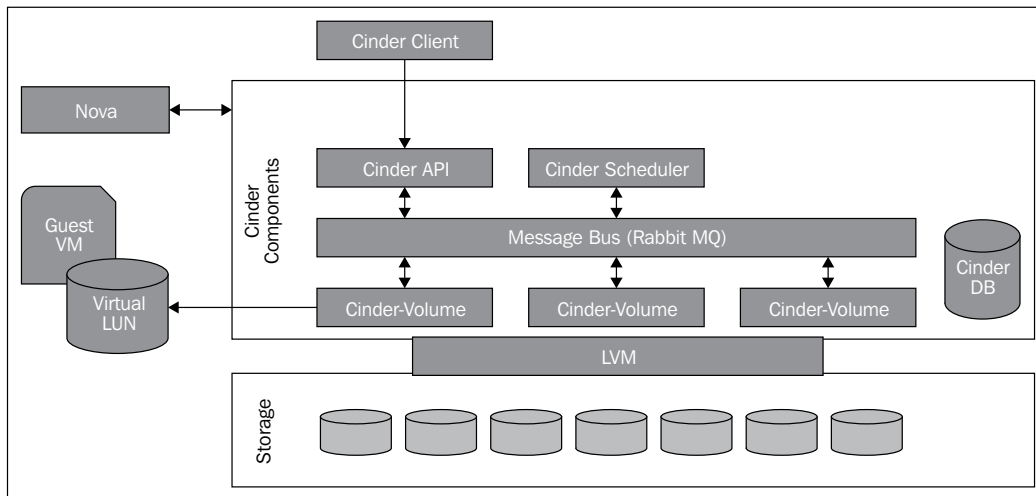 Cinder Client
Nova
Cinder API
Cinder Scheduler
Cinder
Components
Guest
VM
Message Bus (Rabbit MQ)
Cinder
DB
Virtual
LUN
Cinder-Volume
Cinder-Volume
Cinder-Volume
LVM
Storage